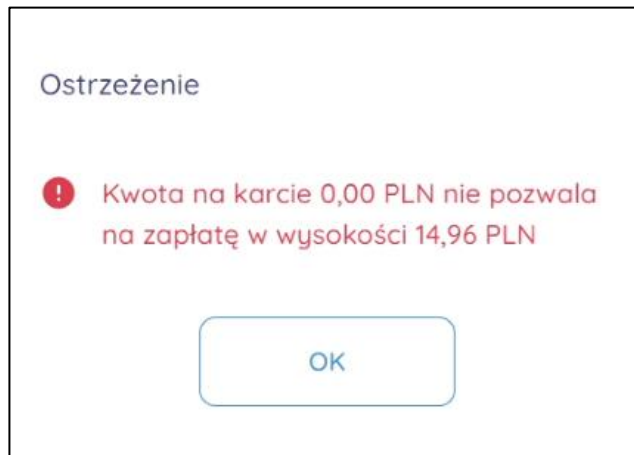 Ostrzeżenie
Kwota na karcie 0,00 PLN nie pozwala
na zapłatę w wysokości 14,96 PLN
OK